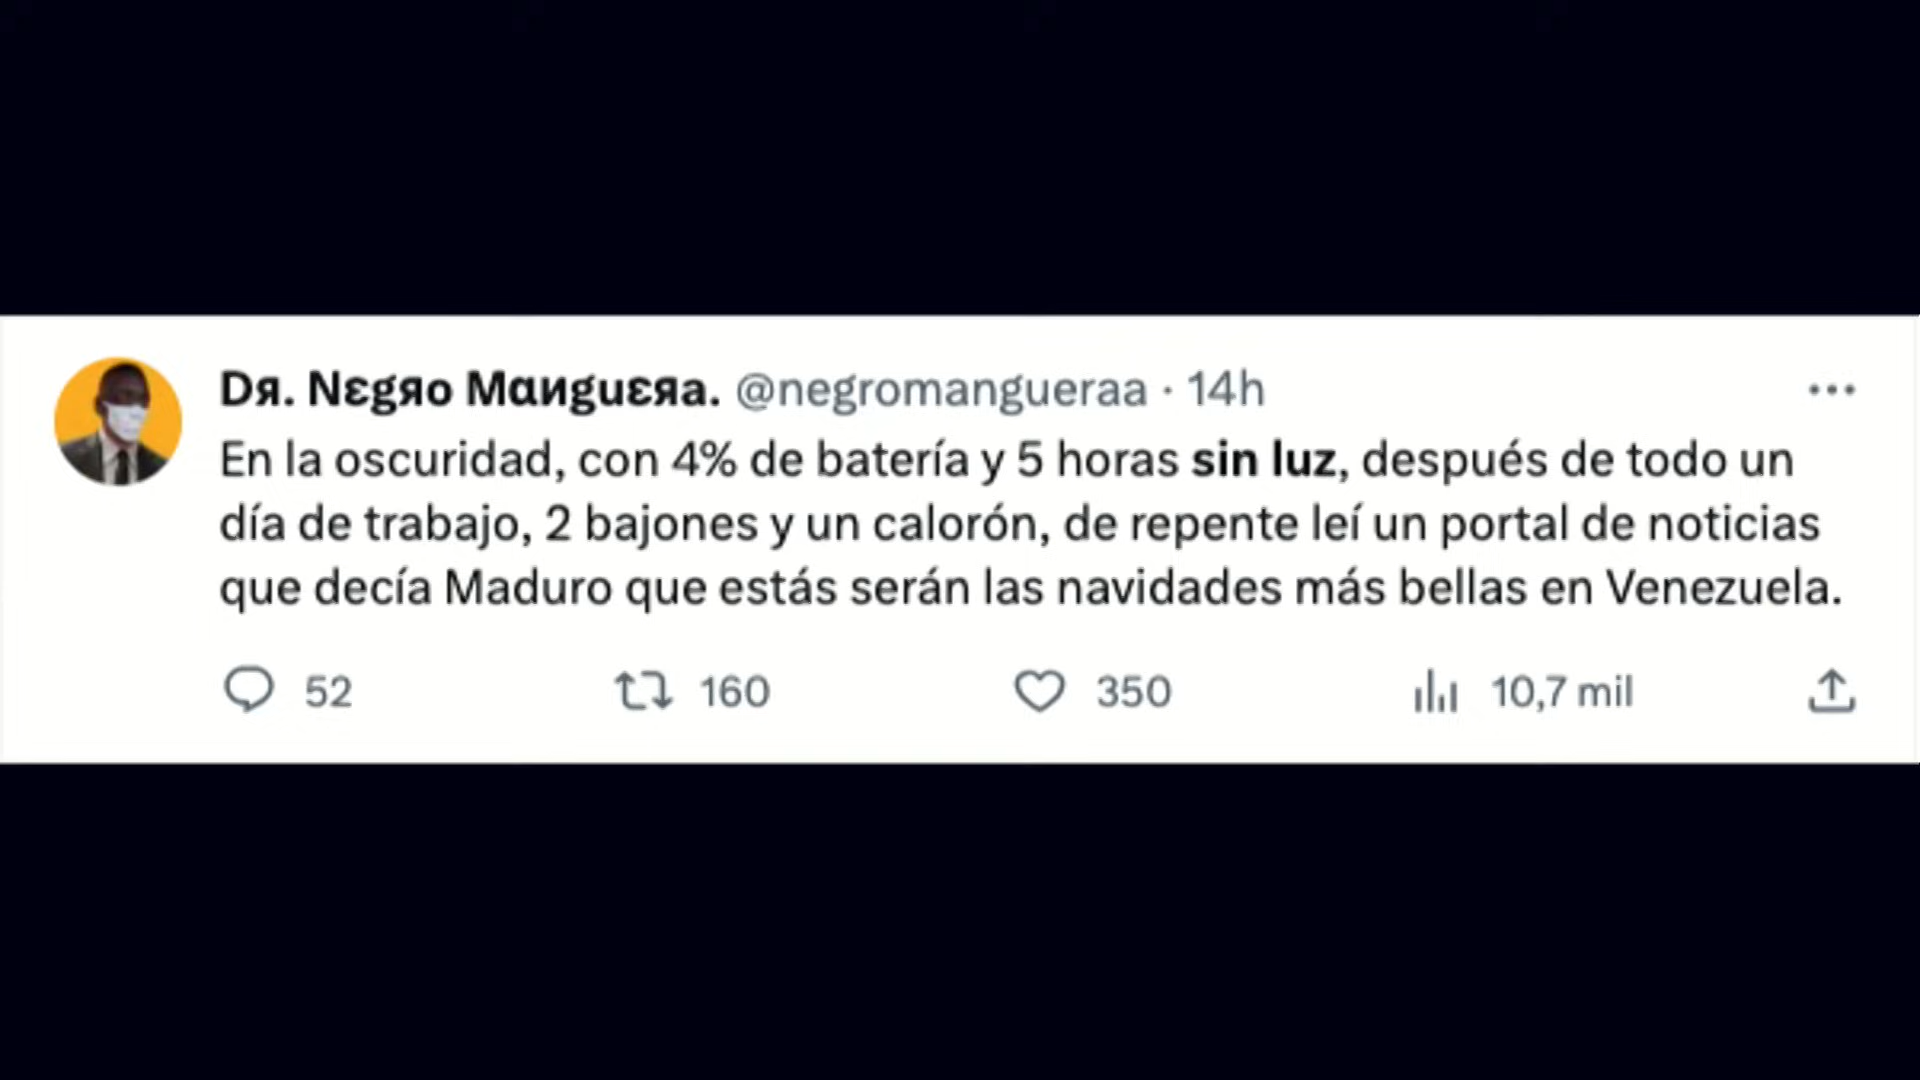 Dя. Nεgяo Mαиguεяa. @negromangueraa · 14h
En la oscuridad, con 4% de batería y 5 horas sin luz, después de todo un
día de trabajo, 2 bajones y un calorón, de repente leí un portal de noticias
que decía Maduro que estás serán las navidades más bellas en Venezuela.
52 160 350 10,7 mil